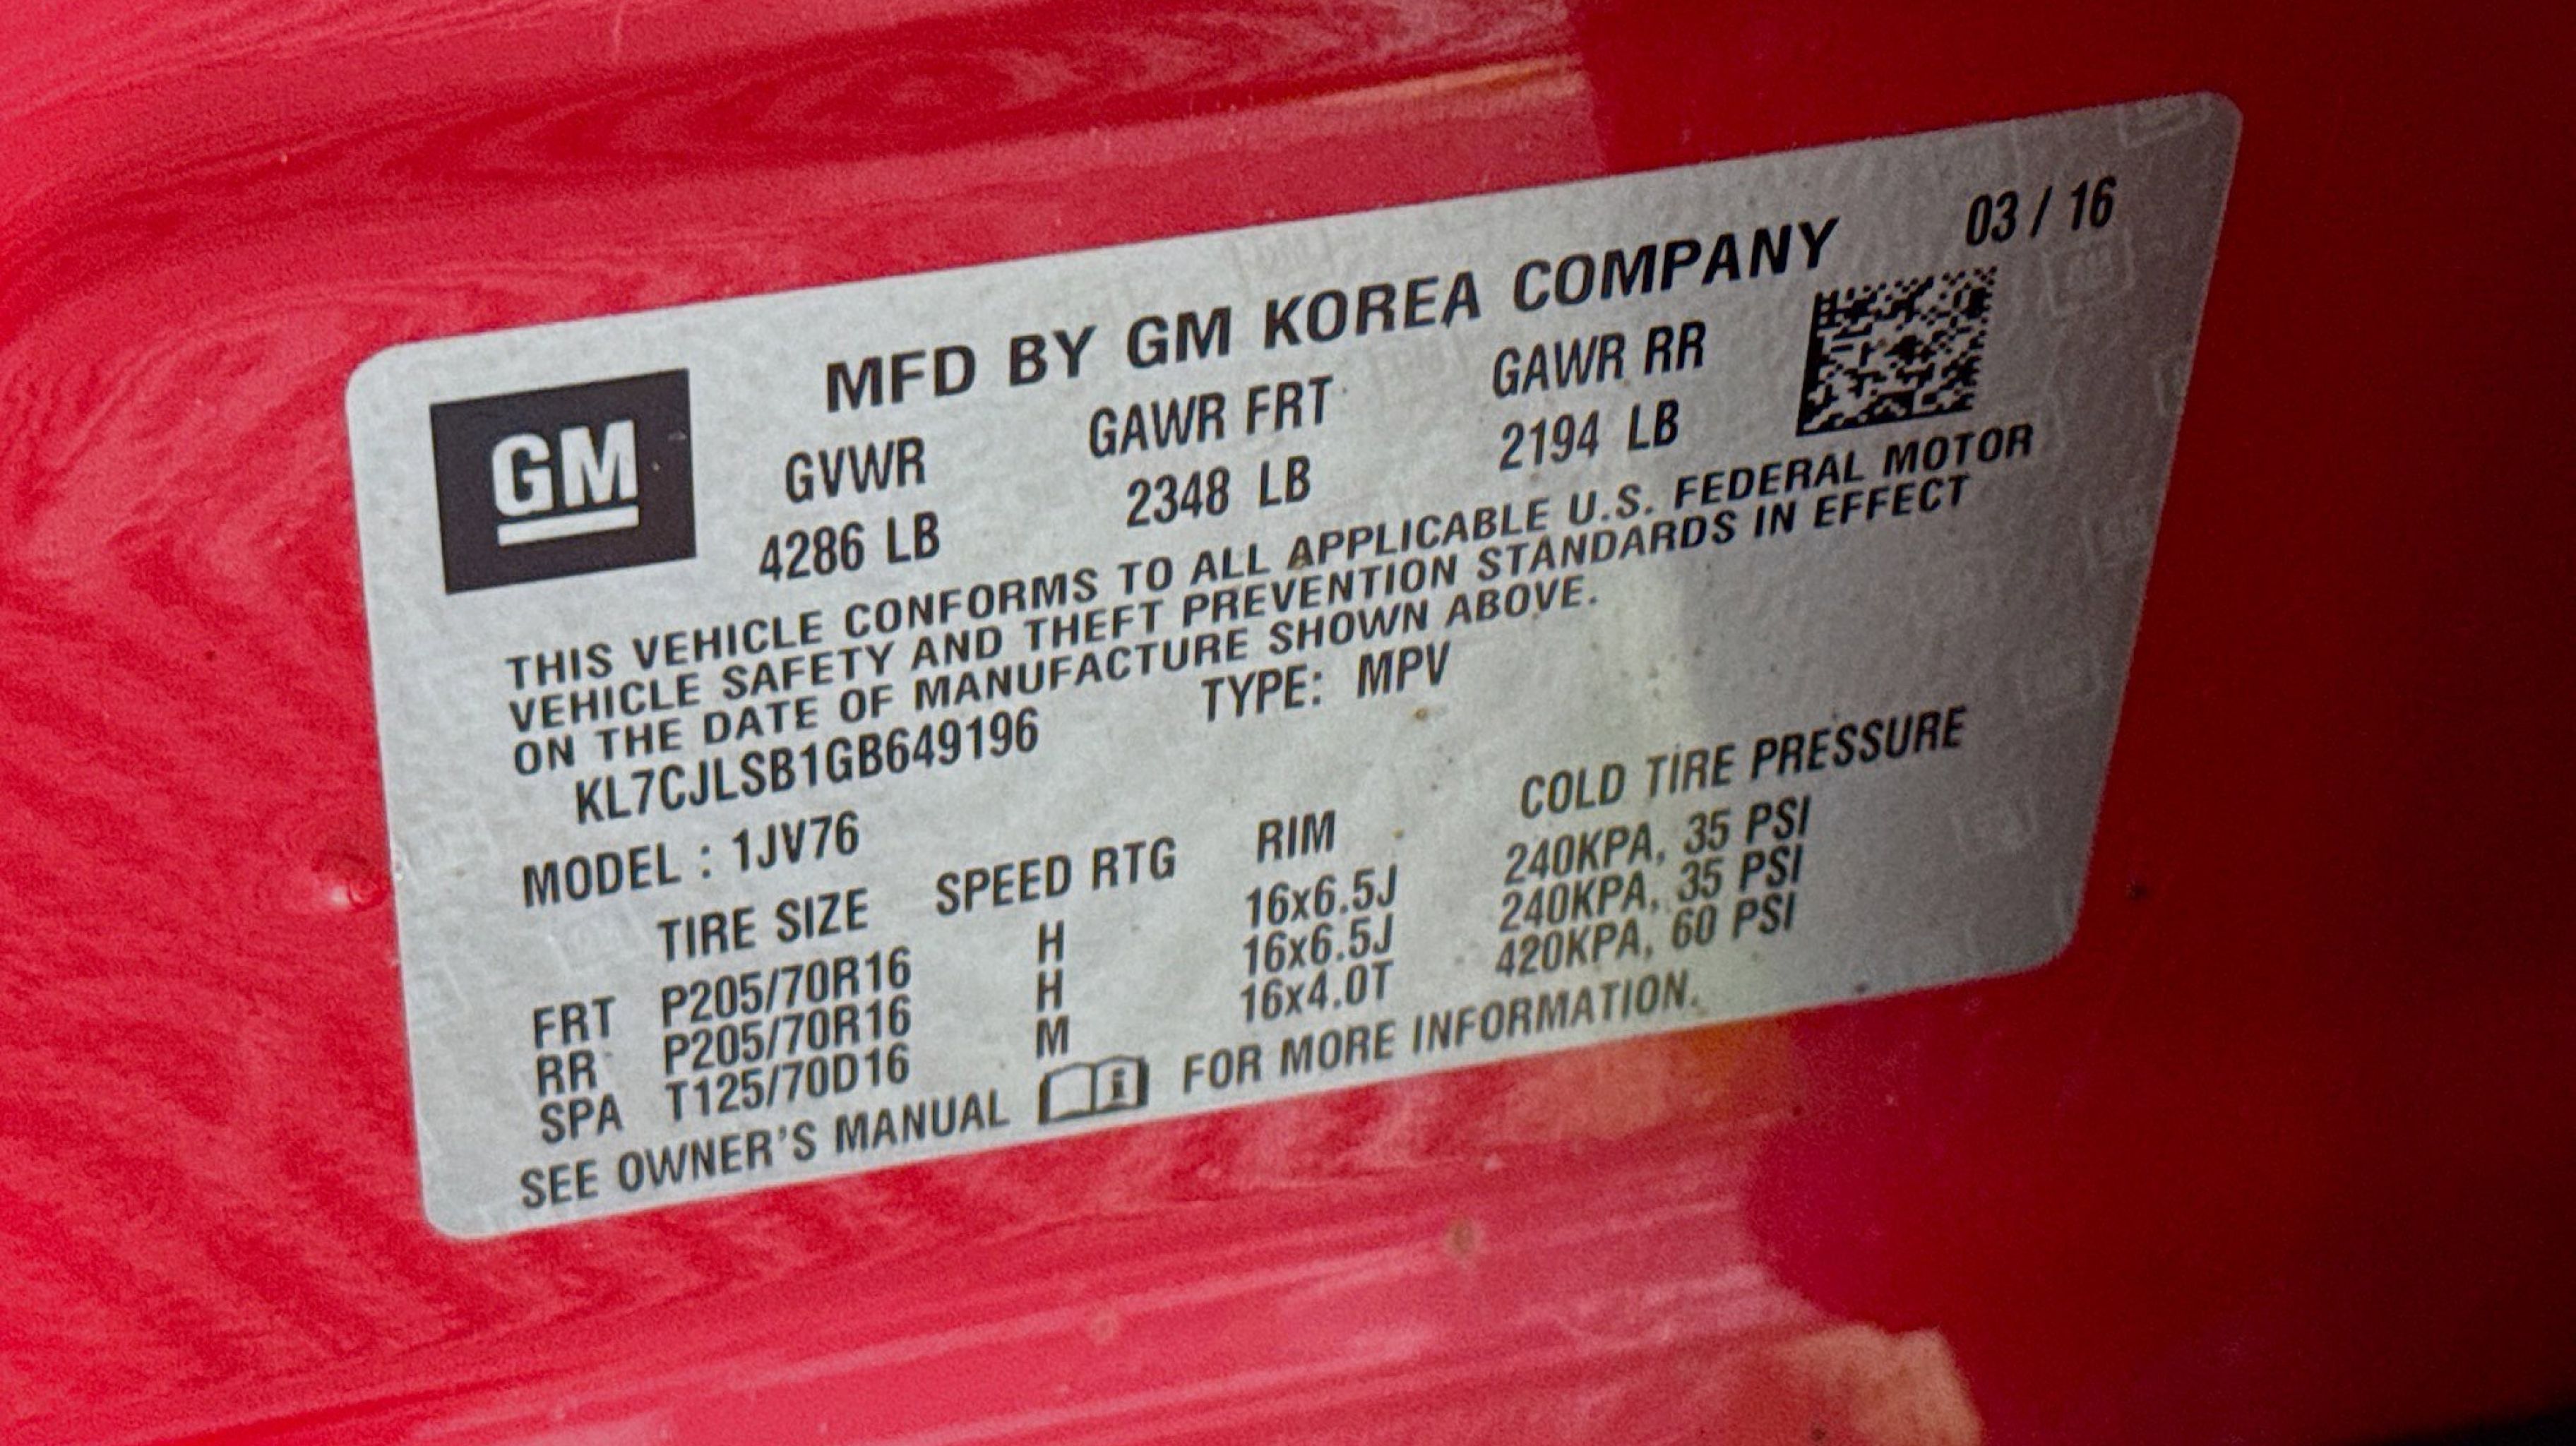 MFD BY GM KOREA COMPANY 03 / 16
GM
GVWR GAWR FRT GAWR RR
4286 LB 2348 LB 2194 LB
THIS VEHICLE CONFORMS TO ALL APPLICABLE U.S. FEDERAL MOTOR
VEHICLE SAFETY AND THEFT PREVENTION STANDARDS IN EFFECT
ON THE DATE OF MANUFACTURE SHOWN ABOVE.
KL7CJLSB1GB649196 TYPE: MPV
MODEL : 1JV76
TIRE SIZE SPEED RTG RIM COLD TIRE PRESSURE
FRT P205/70R16 H 16x6.5J 240KPA, 35 PSI
RR P205/70R16 H 16x6.5J 240KPA, 35 PSI
SPA T125/70D16 M 16x4.0T 420KPA, 60 PSI
SEE OWNER'S MANUAL i FOR MORE INFORMATION.